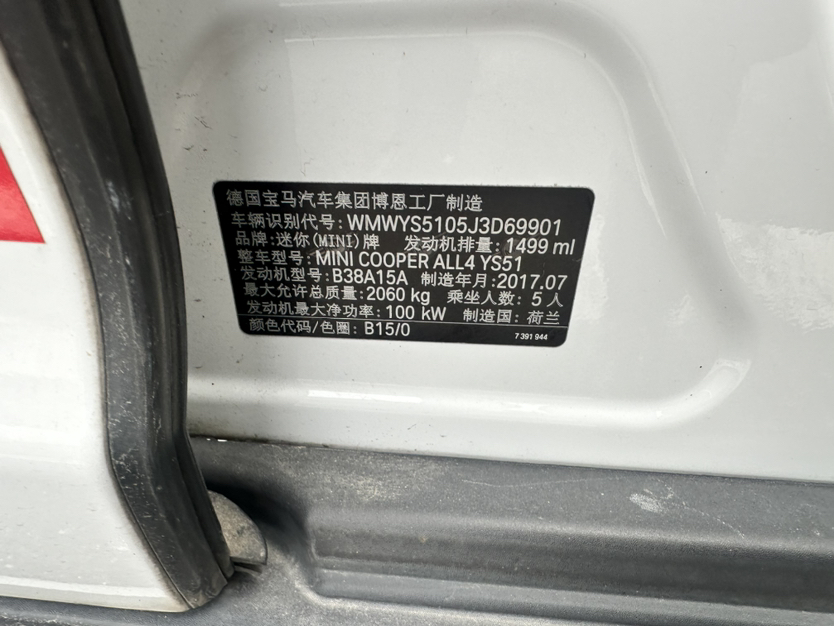 德国宝马汽车集团博恩工厂制造
车辆识别代号: WMWYS5105J3D69901
品牌: 迷你(MINI)牌 发动机排量: 1499 ml
整车型号: MINI COOPER ALL4 YS51
发动机型号: B38A15A 制造年月: 2017.07
最大允许总质量: 2060 kg 乘坐人数: 5 人
发动机最大净功率: 100 kW 制造国: 荷兰
颜色代码/色圈: B15/0
7 391 944